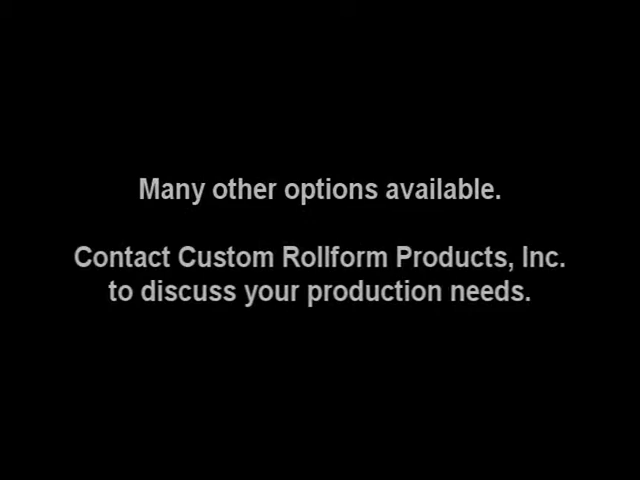 Many other options available.
Contact Custom Rollform Products, Inc.
to discuss your production needs.